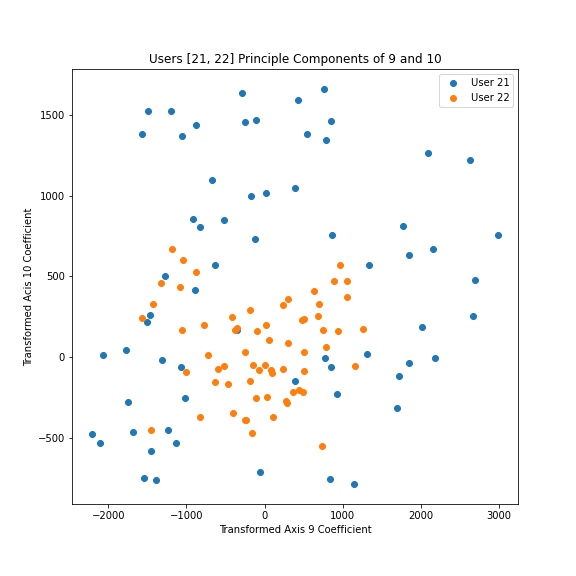 Users [21, 22] Principle Components of 9 and 10
User 21
User 22
Transformed Acis 10 Coefficient
1500
1000
500
0
−500
−2000
−1000
0
1000
2000
3000
Transformed Axis 9 Coefficient